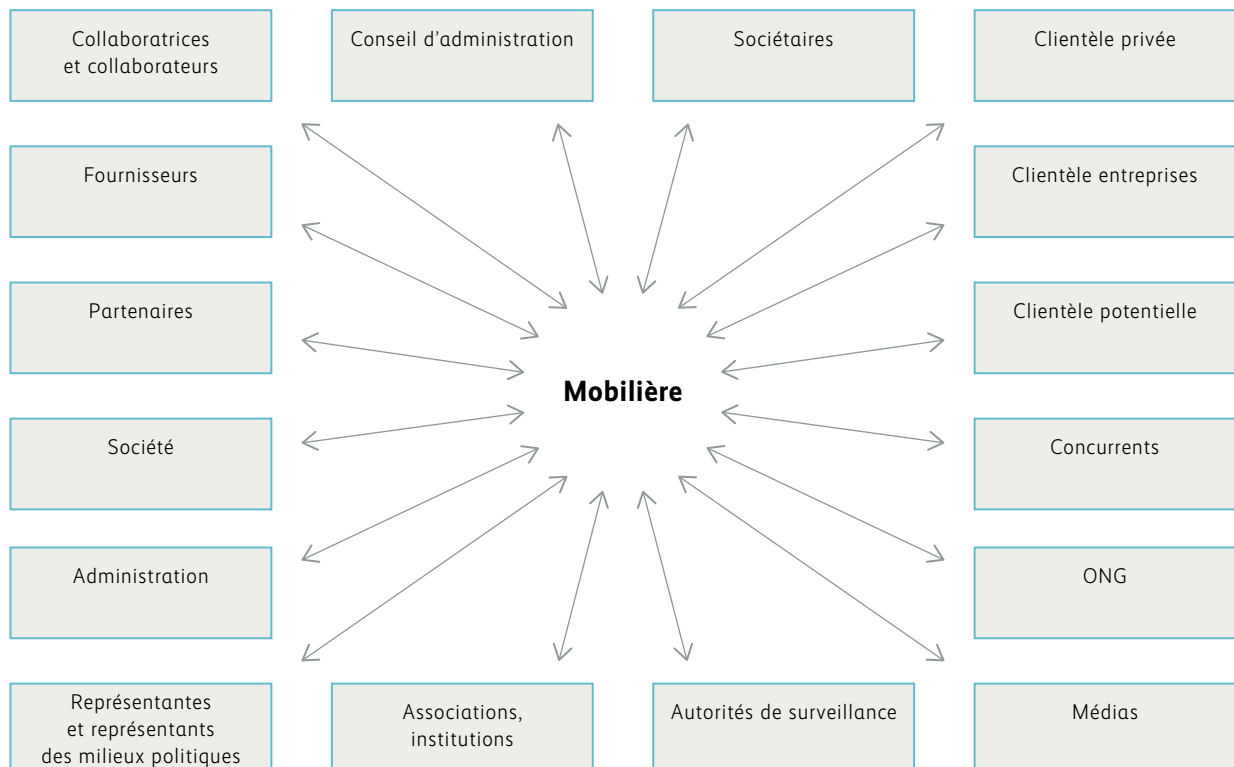 Collaboratrices
et collaborateurs
Conseil d'administration
Sociétaires
Clientèle privée
Fournisseurs
Clientèle entreprises
Partenaires
Clientèle potentielle
Mobilière
Société
Concurrents
Administration
ONG
Représentantes
et représentants
des milieux politiques
Associations,
institutions
Autorités de surveillance
Médias